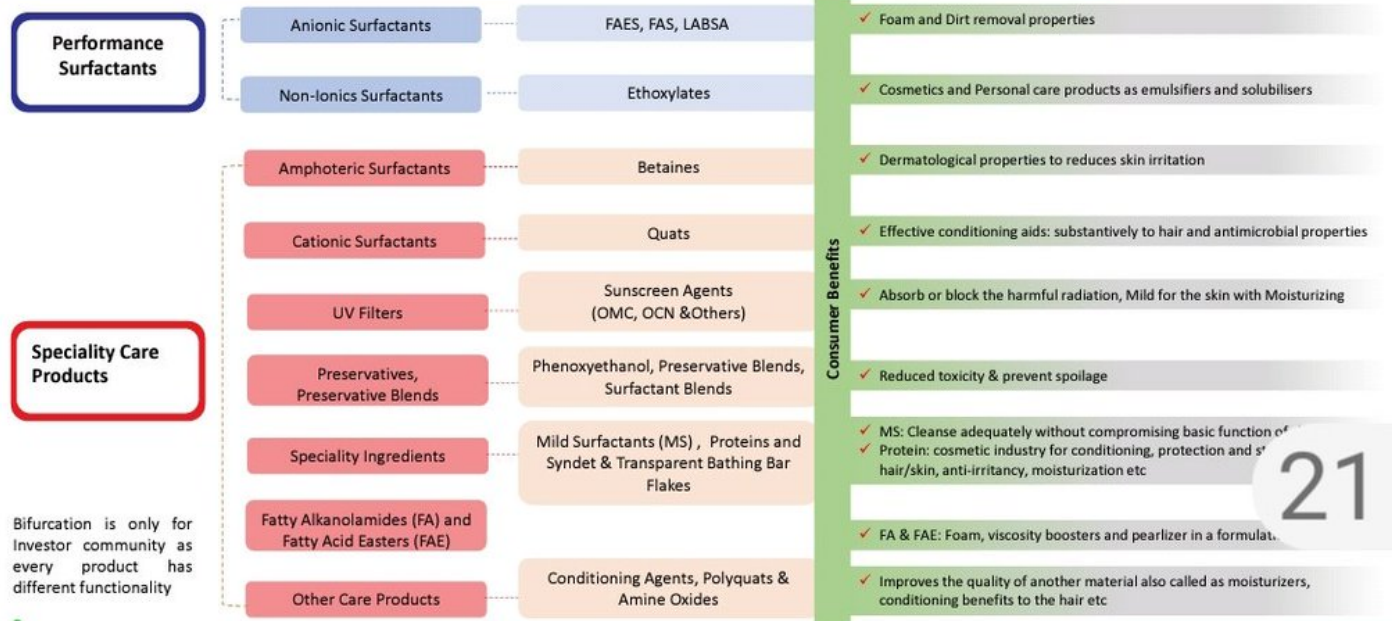 Performance
Surfactants
Anionic Surfactants
FAES, FAS, LABSA
✓ Foam and Dirt removal properties
Non-Ionics Surfactants
Ethoxylates
✓ Cosmetics and Personal care products as emulsifiers and solubilisers
Speciality Care
Products
Amphoteric Surfactants
Betaines
✓ Dermatological properties to reduces skin irritation
Cationic Surfactants
Quats
✓ Effective conditioning aids: substantively to hair and antimicrobial properties
UV Filters
Sunscreen Agents
(OMC, OCN &Others)
✓ Absorb or block the harmful radiation, Mild for the skin with Moisturizing
Preservatives,
Preservative Blends
Phenoxyethanol, Preservative Blends,
Surfactant Blends
✓ Reduced toxicity & prevent spoilage
Speciality Ingredients
Mild Surfactants (MS) , Proteins and
Syndet & Transparent Bathing Bar
Flakes
✓ MS: Cleanse adequately without compromising basic function of
✓ Protein: cosmetic industry for conditioning, protection and
hair/skin, anti-irritancy, moisturization etc
Fatty Alkanolamides (FA) and
Fatty Acid Easters (FAE)
✓ FA & FAE: Foam, viscosity boosters and pearlizer in a
Other Care Products
Conditioning Agents, Polyquats &
Amine Oxides
✓ Improves the quality of another material also called as moisturizers,
conditioning benefits to the hair etc
Consumer Benefits
Bifurcation is only for
Investor community as
every product has
different functionality
21